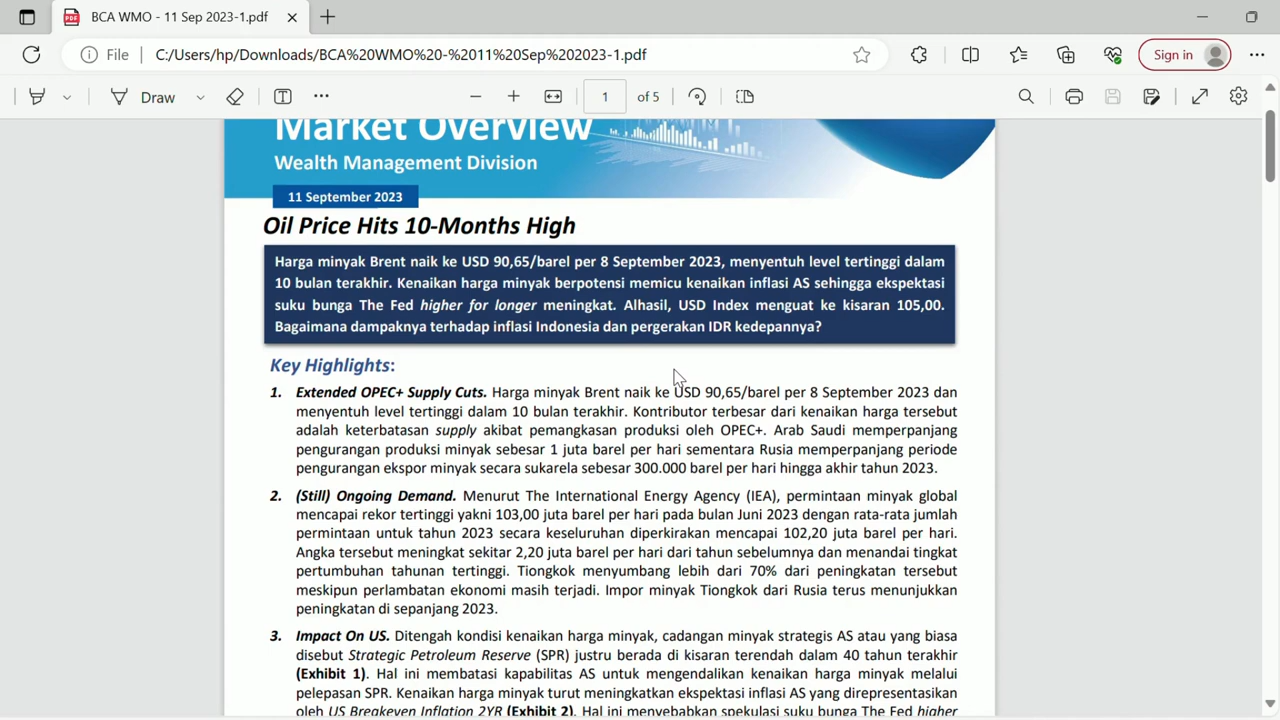 BCA WMO - 11 Sep 2023-1.pdf
File
C:/Users/hp/Downloads/BCA%20WMO%20-%2011%20Sep%202023-1.pdf
Sign in
Draw
1
of 5
Market Overview
Wealth Management Division
11 September 2023
Oil Price Hits 10-Months High
Harga minyak Brent naik ke USD 90,65/barel per 8 September 2023, menyentuh level tertinggi dalam
10 bulan terakhir. Kenaikan harga minyak berpotensi memicu kenaikan inflasi AS sehingga ekspektasi
suku bunga The Fed higher for longer meningkat. Alhasil, USD Index menguat ke kisaran 105,00.
Bagaimana dampaknya terhadap inflasi Indonesia dan pergerakan IDR kedepannya?
Key Highlights:
1. Extended OPEC+ Supply Cuts. Harga minyak Brent naik ke USD 90,65/barel per 8 September 2023 dan
menyentuh level tertinggi dalam 10 bulan terakhir. Kontributor terbesar dari kenaikan harga tersebut
adalah keterbatasan supply akibat pemangkasan produksi oleh OPEC+. Arab Saudi memperpanjang
pengurangan produksi minyak sebesar 1 juta barel per hari sementara Rusia memperpanjang periode
pengurangan ekspor minyak secara sukarela sebesar 300.000 barel per hari hingga akhir tahun 2023.
2. (Still) Ongoing Demand. Menurut The International Energy Agency (IEA), permintaan minyak global
mencapai rekor tertinggi yakni 103,00 juta barel per hari pada bulan Juni 2023 dengan rata-rata jumlah
permintaan untuk tahun 2023 secara keseluruhan diperkirakan mencapai 102,20 juta barel per hari.
Angka tersebut meningkat sekitar 2,20 juta barel per hari dari tahun sebelumnya dan menandai tingkat
pertumbuhan tahunan tertinggi. Tiongkok menyumbang lebih dari 70% dari peningkatan tersebut
meskipun perlambatan ekonomi masih terjadi. Impor minyak Tiongkok dari Rusia terus menunjukkan
peningkatan di sepanjang 2023.
3. Impact On US. Ditengah kondisi kenaikan harga minyak, cadangan minyak strategis AS atau yang biasa
disebut Strategic Petroleum Reserve (SPR) justru berada di kisaran terendah dalam 40 tahun terakhir
(Exhibit 1). Hal ini membatasi kapabilitas AS untuk mengendalikan kenaikan harga minyak melalui
pelepasan SPR. Kenaikan harga minyak turut meningkatkan ekspektasi inflasi AS yang direpresentasikan
oleh US Breakeven Inflation 2YR (Exhibit 2). Hal ini menyebabkan spekulasi suku bunga The Fed higher